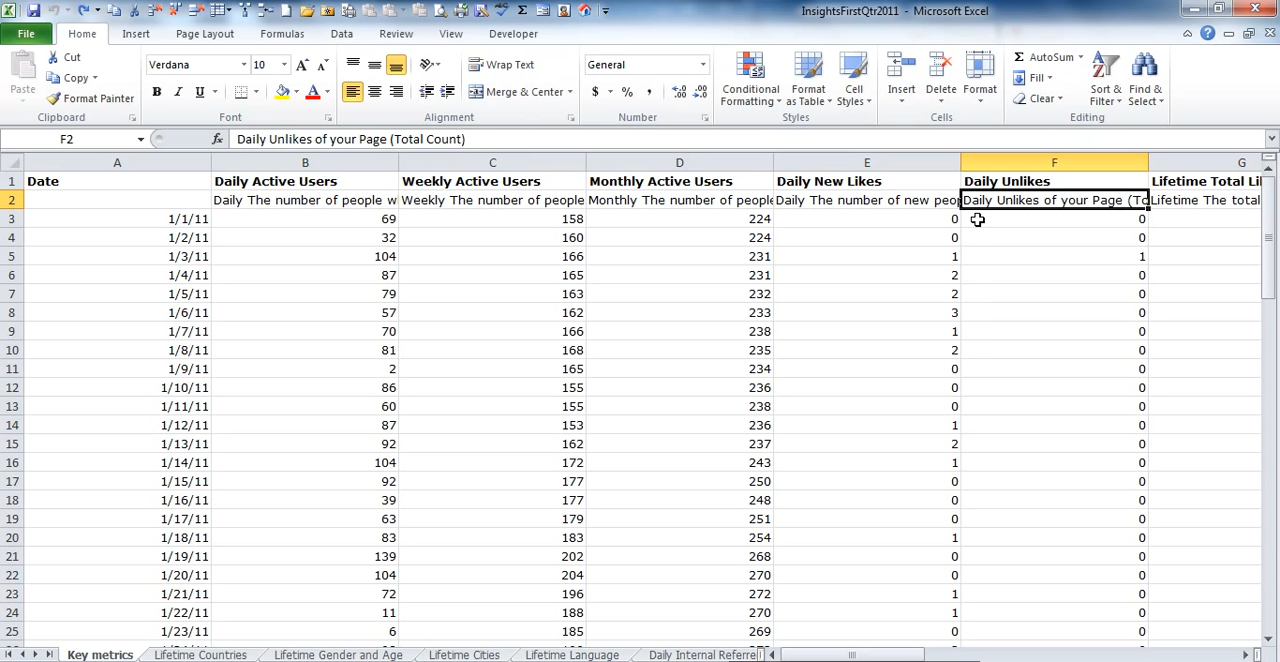 InsightsFirstQtr2011 - Microsoft Excel
File Home Insert Page Layout Formulas Data Review View Developer
Cut
Copy
Format Painter
Paste
Clipboard
Verdana 10
B I U
Font
Wrap Text
Merge & Center
Alignment
General
$ % ,
Number
Conditional Formatting
Format as Table
Cell Styles
Styles
Insert Delete Format
Cells
AutoSum
Fill
Clear
Sort & Filter
Find & Select
Editing
F2 fx Daily Unlikes of your Page (Total Count)
A B C D E F G
1 Date Daily Active Users Weekly Active Users Monthly Active Users Daily New Likes Daily Unlikes Lifetime Total Li
2 Daily The number of people w Weekly The number of people Monthly The number of people Daily The number of new peop Daily Unlikes of your Page (To Lifetime The total
3 1/1/11 69 158 224 0 0
4 1/2/11 32 160 224 0 0
5 1/3/11 104 166 231 1 1
6 1/4/11 87 165 231 2 0
7 1/5/11 79 163 232 2 0
8 1/6/11 57 162 233 3 0
9 1/7/11 70 166 238 1 0
10 1/8/11 81 168 235 2 0
11 1/9/11 2 165 234 0 0
12 1/10/11 86 155 236 0 0
13 1/11/11 60 155 238 0 0
14 1/12/11 87 153 236 1 0
15 1/13/11 92 162 237 2 0
16 1/14/11 104 172 243 1 0
17 1/15/11 92 177 250 0 0
18 1/16/11 39 177 248 0 0
19 1/17/11 63 179 251 0 0
20 1/18/11 83 183 254 1 0
21 1/19/11 139 202 268 0 0
22 1/20/11 104 204 270 0 0
23 1/21/11 72 196 272 1 0
24 1/22/11 11 188 270 1 0
25 1/23/11 6 185 269 0 0
Key metrics Lifetime Countries Lifetime Gender and Age Lifetime Cities Lifetime Language Daily Internal Referre